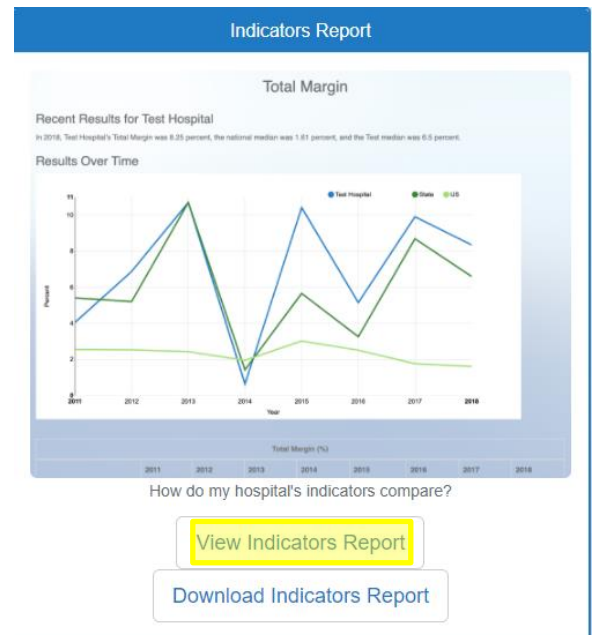 Indicators Report
Total Margin
Recent Results for Test Hospital
In 2018, Test Hospital's Total Margin was 8.25 percent, the national median was 1.61 percent, and the Test median was 6.5 percent.
Results Over Time
Test Hospital State US
11
10
8
6
4
2
0
Percent
2011 2012 2013 2014 2015 2016 2017 2018
Year
Total Margin (%)
2011 2012 2013 2014 2015 2016 2017 2018
How do my hospital's indicators compare?
View Indicators Report
Download Indicators Report